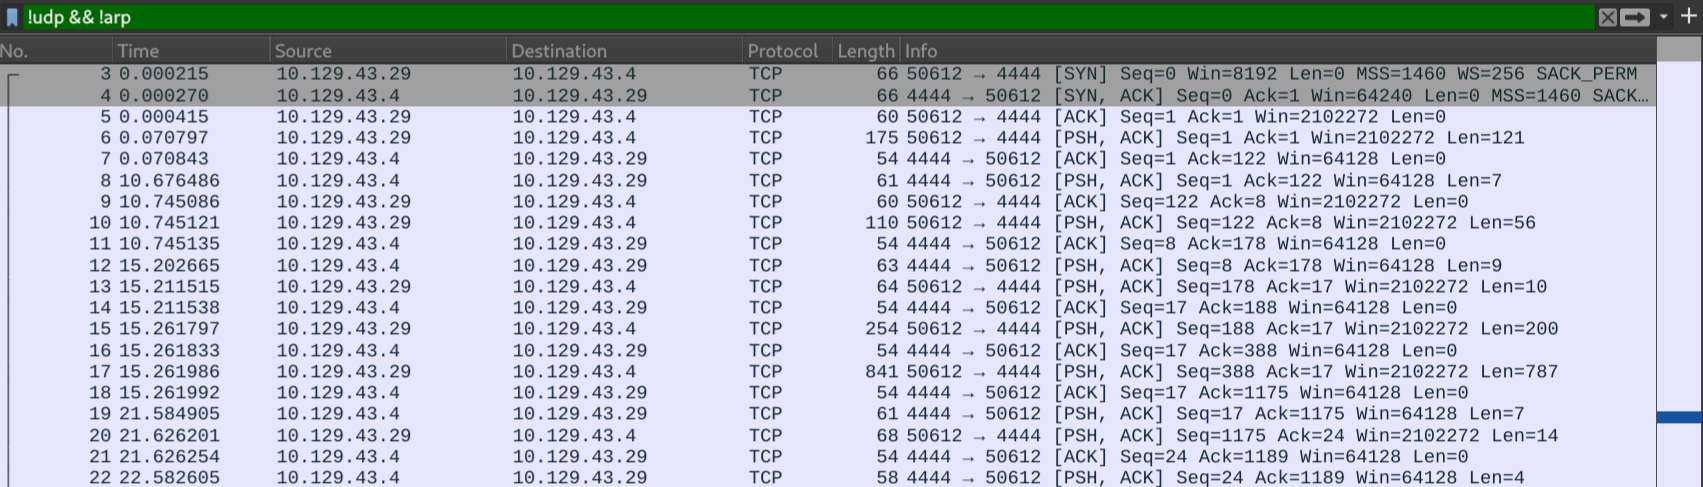 !udp && !arp
No. Time Source Destination Protocol Length Info
3 0.000215 10.129.43.29 10.129.43.4 TCP 66 50612 → 4444 [SYN] Seq=0 Win=8192 Len=0 MSS=1460 WS=256 SACK_PERM
4 0.000270 10.129.43.4 10.129.43.29 TCP 66 4444 → 50612 [SYN, ACK] Seq=0 Ack=1 Win=64240 Len=0 MSS=1460 SACK…
5 0.000415 10.129.43.29 10.129.43.4 TCP 60 50612 → 4444 [ACK] Seq=1 Ack=1 Win=2102272 Len=0
6 0.070797 10.129.43.29 10.129.43.4 TCP 175 50612 → 4444 [PSH, ACK] Seq=1 Ack=1 Win=2102272 Len=121
7 0.070843 10.129.43.4 10.129.43.29 TCP 54 4444 → 50612 [ACK] Seq=1 Ack=122 Win=64128 Len=0
8 10.676486 10.129.43.4 10.129.43.29 TCP 61 4444 → 50612 [PSH, ACK] Seq=1 Ack=122 Win=64128 Len=7
9 10.745086 10.129.43.29 10.129.43.4 TCP 60 50612 → 4444 [ACK] Seq=122 Ack=8 Win=2102272 Len=0
10 10.745121 10.129.43.29 10.129.43.4 TCP 110 50612 → 4444 [PSH, ACK] Seq=122 Ack=8 Win=2102272 Len=56
11 10.745135 10.129.43.4 10.129.43.29 TCP 54 4444 → 50612 [ACK] Seq=8 Ack=178 Win=64128 Len=0
12 15.202665 10.129.43.4 10.129.43.29 TCP 63 4444 → 50612 [PSH, ACK] Seq=8 Ack=178 Win=64128 Len=9
13 15.211515 10.129.43.29 10.129.43.4 TCP 64 50612 → 4444 [PSH, ACK] Seq=178 Ack=17 Win=2102272 Len=10
14 15.211538 10.129.43.4 10.129.43.29 TCP 54 4444 → 50612 [ACK] Seq=17 Ack=188 Win=64128 Len=0
15 15.261797 10.129.43.29 10.129.43.4 TCP 254 50612 → 4444 [PSH, ACK] Seq=188 Ack=17 Win=2102272 Len=200
16 15.261833 10.129.43.4 10.129.43.29 TCP 54 4444 → 50612 [ACK] Seq=17 Ack=388 Win=64128 Len=0
17 15.261986 10.129.43.29 10.129.43.4 TCP 841 50612 → 4444 [PSH, ACK] Seq=388 Ack=17 Win=2102272 Len=787
18 15.261992 10.129.43.4 10.129.43.29 TCP 54 4444 → 50612 [ACK] Seq=17 Ack=1175 Win=64128 Len=0
19 21.584905 10.129.43.4 10.129.43.29 TCP 61 4444 → 50612 [PSH, ACK] Seq=17 Ack=1175 Win=64128 Len=7
20 21.626201 10.129.43.29 10.129.43.4 TCP 68 50612 → 4444 [PSH, ACK] Seq=1175 Ack=24 Win=2102272 Len=14
21 21.626254 10.129.43.4 10.129.43.29 TCP 54 4444 → 50612 [ACK] Seq=24 Ack=1189 Win=64128 Len=0
22 22.582605 10.129.43.4 10.129.43.29 TCP 58 4444 → 50612 [PSH, ACK] Seq=24 Ack=1189 Win=64128 Len=4